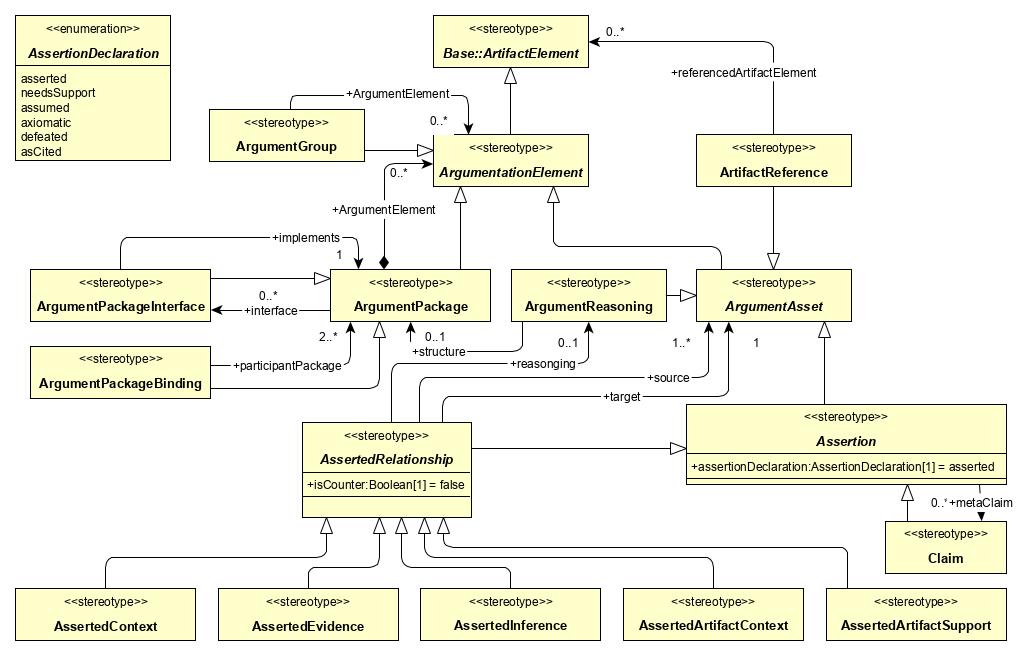 <<enumeration>>
AssertionDeclaration
asserted
needsSupport
assumed
axiomatic
defeated
asCited
<<stereotype>>
Base::ArtifactElement
0..*
+referencedArtifactElement
+ArgumentElement
0..*
<<stereotype>>
ArgumentGroup
<<stereotype>>
ArgumentationElement
<<stereotype>>
ArtifactReference
0..*
+ArgumentElement
+implements
1
<<stereotype>>
ArgumentPackageInterface
0..*
+interface
<<stereotype>>
ArgumentPackage
<<stereotype>>
ArgumentReasoning
<<stereotype>>
ArgumentAsset
2..*
0..1
+structure
0..1
+reasonging
1..*
1
<<stereotype>>
ArgumentPackageBinding
+participantPackage
+source
+target
<<stereotype>>
AssertedRelationship
+isCounter:Boolean[1] = false
<<stereotype>>
Assertion
+assertionDeclaration:AssertionDeclaration[1] = asserted
0..*
+metaClaim
<<stereotype>>
Claim
<<stereotype>>
AssertedContext
<<stereotype>>
AssertedEvidence
<<stereotype>>
AssertedInference
<<stereotype>>
AssertedArtifactContext
<<stereotype>>
AssertedArtifactSupport